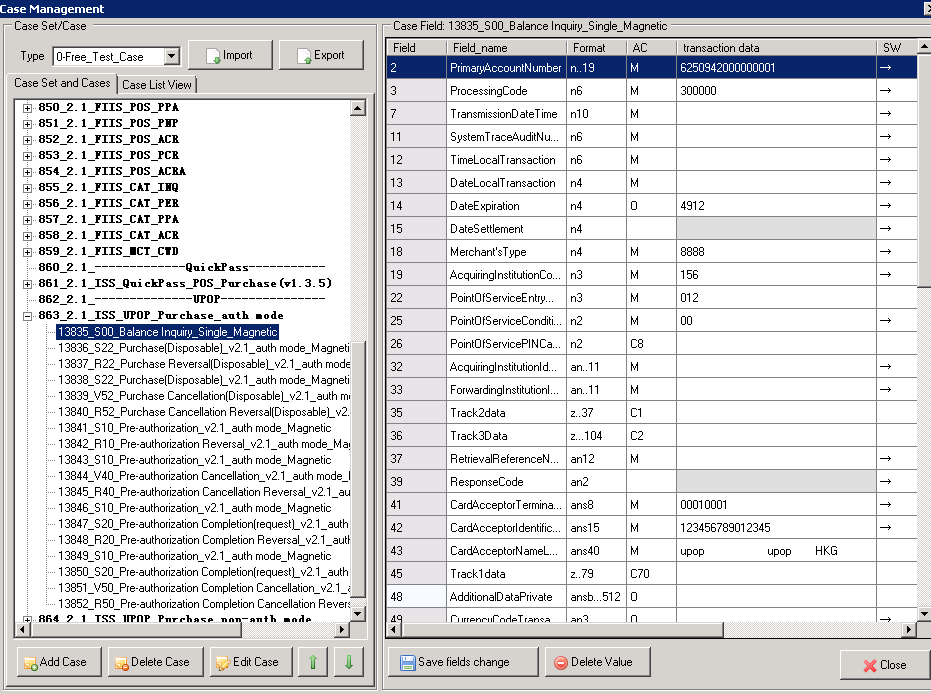 Case Management
Case Set/Case
Type 0-Free_Test_Case Import Export
Case Set and Cases Case List View
850_2.1_FIIS_POS_PPA
851_2.1_FIIS_POS_PNP
852_2.1_FIIS_POS_ACR
853_2.1_FIIS_POS_PCR
854_2.1_FIIS_POS_ACRA
855_2.1_FIIS_CAT_INQ
856_2.1_FIIS_CAT_PER
857_2.1_FIIS_CAT_PPA
858_2.1_FIIS_CAT_ACR
859_2.1_FIIS_MCT_CWD
860_2.1_-------------QuickPass-----------
861_2.1_ISS_QuickPass_POS_Purchase(v1.3.5)
862_2.1_--------------UPOP---------------
863_2.1_ISS_UPOP_Purchase_auth mode
13835_S00_Balance Inquiry_Single_Magnetic
13836_S22_Purchase(Disposable)_v2.1_auth mode_Magneti
13837_R22_Purchase Reversal(Disposable)_v2.1_auth mode
13838_S22_Purchase(Disposable)_v2.1_auth mode_Magneti
13839_V52_Purchase Cancellation(Disposable)_v2.1_auth
13840_R52_Purchase Cancellation Reversal(Disposable)_v2.
13841_S10_Pre-authorization_v2.1_auth mode_Magnetic
13842_R10_Pre-authorization Reversal_v2.1_auth mode_Ma
13843_S10_Pre-authorization_v2.1_auth mode_Magnetic
13844_V40_Pre-authorization Cancellation_v2.1_auth mode_
13845_R40_Pre-authorization Cancellation Reversal_v2.1_au
13846_S10_Pre-authorization_v2.1_auth mode_Magnetic
13847_S20_Pre-authorization Completion(request)_v2.1_auth
13848_R20_Pre-authorization Completion Reversal_v2.1_aut
13849_S10_Pre-authorization_v2.1_auth mode_Magnetic
13850_S20_Pre-authorization Completion(request)_v2.1_auth
13851_V50_Pre-authorization Completion Cancellation_v2.1_
13852_R50_Pre-authorization Completion Cancellation Revers
864_2.1_ISS_UPOP_Purchase_non-auth mode
Add Case Delete Case Edit Case
Case Field: 13835_S00_Balance Inquiry_Single_Magnetic
Field Field_name Format AC transaction data SW
2 PrimaryAccountNumber n..19 M 6250942000000001 →
3 ProcessingCode n6 M 300000 →
7 TransmissionDateTime n10 M →
11 SystemTraceAuditNu... n6 M →
12 TimeLocalTransaction n6 M →
13 DateLocalTransaction n4 M →
14 DateExpiration n4 O 4912 →
15 DateSettlement n4 →
18 Merchant'sType n4 M 8888 →
19 AcquiringInstitutionCo... n3 M 156 →
22 PointOfServiceEntry... n3 M 012
25 PointOfServiceConditi... n2 M 00 →
26 PointOfServicePINCa... n2 C8
32 AcquiringInstitutionId... an..11 M →
33 ForwardingInstitutionI... an..11 M →
35 Track2data z..37 C1
36 Track3Data z...104 C2
37 RetrievalReferenceN... an12 M →
39 ResponseCode an2 →
41 CardAcceptorTermina... ans8 M 00010001 →
42 CardAcceptorIdentific... ans15 M 123456789012345 →
43 CardAcceptorNameL... ans40 M upop upop HKG
45 Track1data z..79 C70
48 AdditionalDataPrivate ansb...512 O
49 CurrencyCodeTransa... an3 O →
Save fields change Delete Value Close